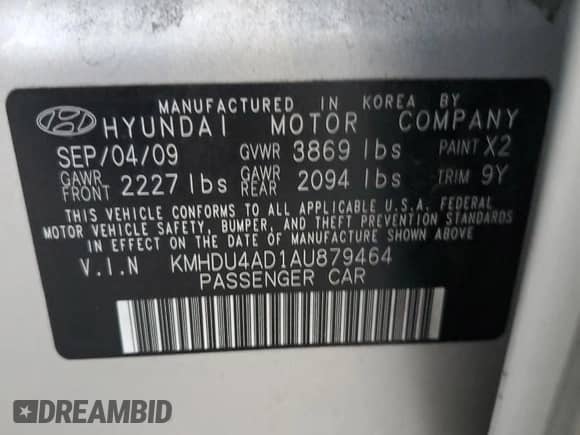 MANUFACTURED IN KOREA BY
HYUNDAI MOTOR COMPANY
SEP/04/09 GVWR 3869 lbs PAINT X2
GAWR FRONT 2227 lbs GAWR REAR 2094 lbs TRIM 9Y
THIS VEHICLE CONFORMS TO ALL APPLICABLE U.S.A. FEDERAL
MOTOR VEHICLE SAFETY, BUMPER, AND THEFT PREVENTION STANDARDS
IN EFFECT ON THE DATE OF MANUFACTURE SHOWN ABOVE.
V.I.N KMHDU4AD1AU879464
PASSENGER CAR
DREAMBID